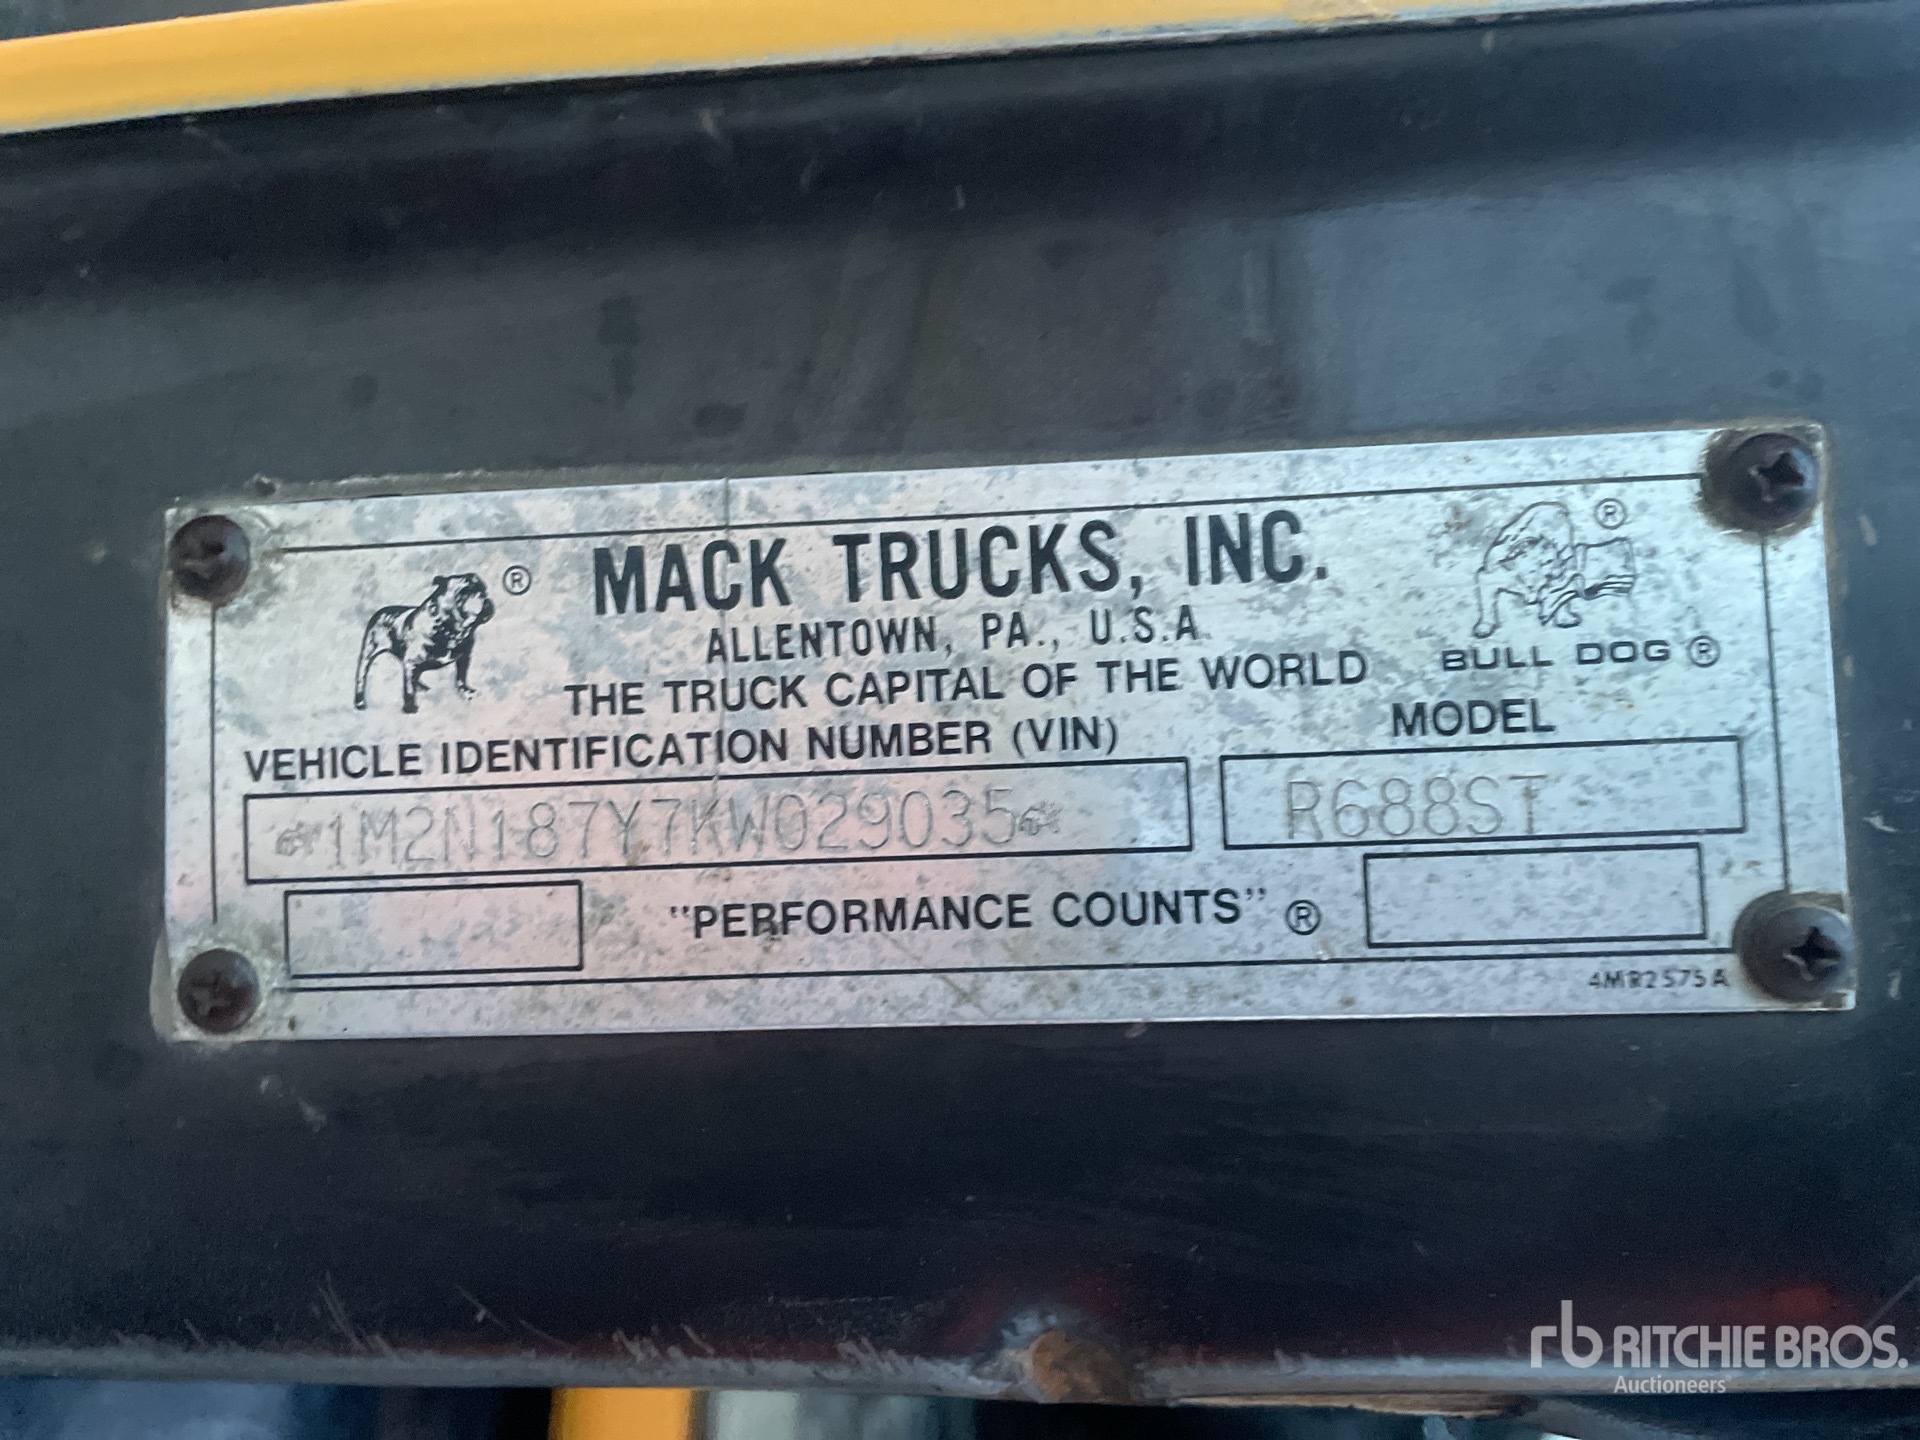 MACK TRUCKS, INC.
ALLENTOWN, PA., U.S.A.
THE TRUCK CAPITAL OF THE WORLD
®
®
BULL DOG ®
VEHICLE IDENTIFICATION NUMBER (VIN)
MODEL
1M2N187Y7KW029035
R688ST
"PERFORMANCE COUNTS" ®
4MR2575A
rb RITCHIE BROS.
Auctioneers